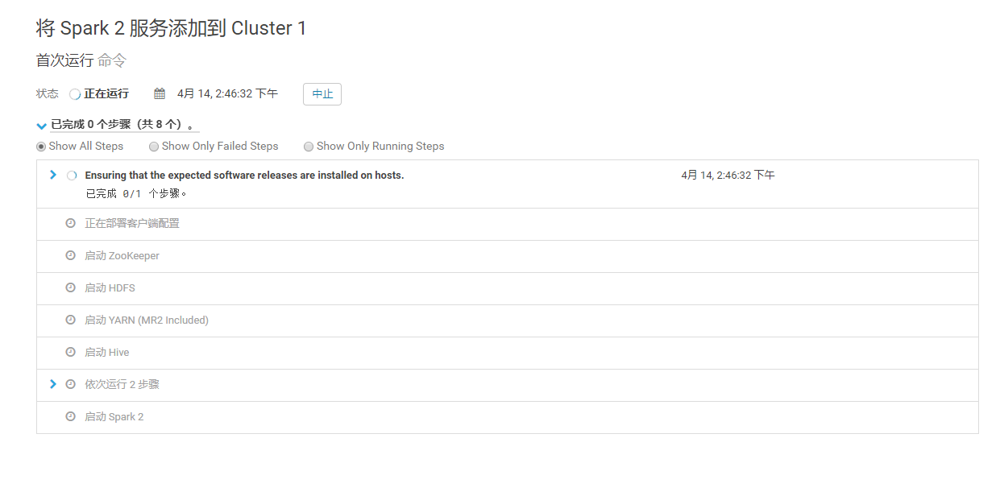 将 Spark 2 服务添加到 Cluster 1
首次运行 命令
状态 正在运行 4月 14, 2:46:32 下午 中止
已完成 0 个步骤（共 8 个）。
Show All Steps Show Only Failed Steps Show Only Running Steps
Ensuring that the expected software releases are installed on hosts. 4月 14, 2:46:32 下午
已完成 0/1 个步骤。
正在部署客户端配置
启动 ZooKeeper
启动 HDFS
启动 YARN (MR2 Included)
启动 Hive
依次运行 2 步骤
启动 Spark 2